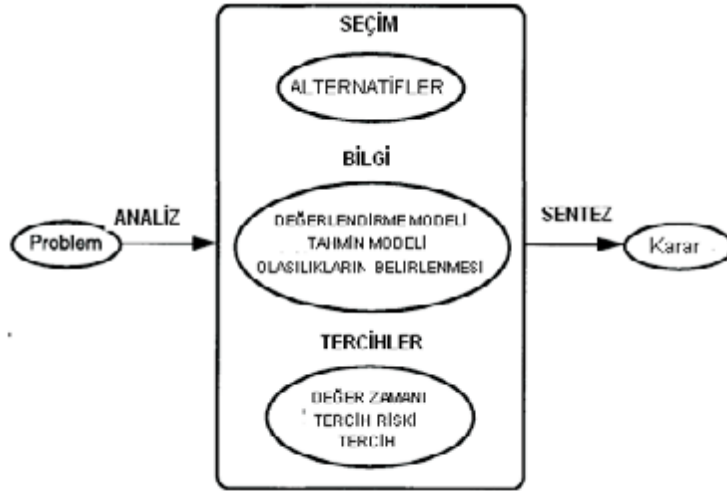 SEÇİM
ALTERNATİFLER
BİLGİ
DEĞERLENDİRME MODELİ
TAHMİN MODELİ
OLASILIKLARIN BELİRLENMESİ
TERCİHLER
DEĞER ZAMANI
TERCİH RİSKİ
TERCİH
ANALİZ
Problem
SENTEZ
Karar